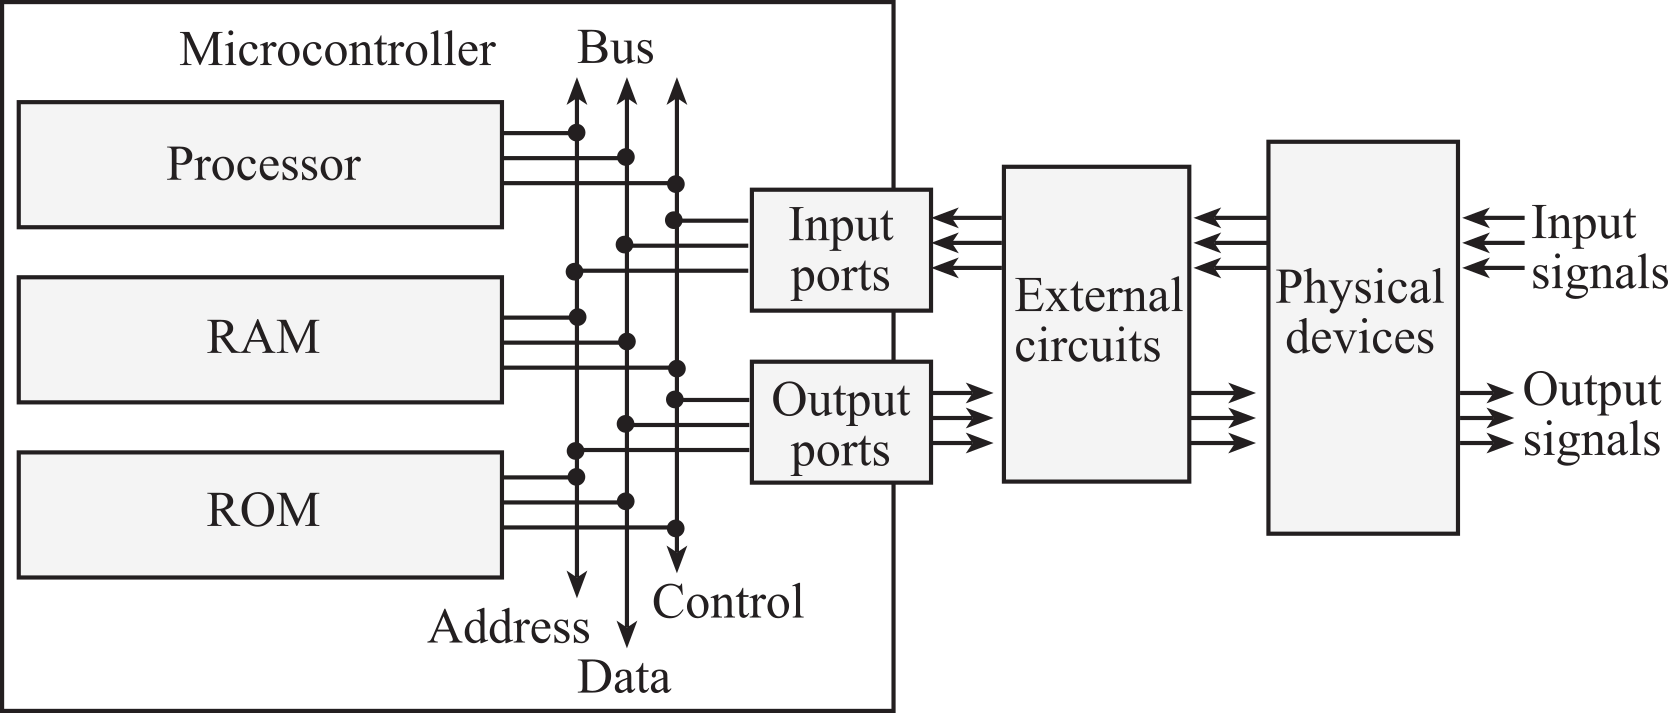 Microcontroller
Bus
Processor
RAM
ROM
Address
Data
Control
Input
ports
Output
ports
External
circuits
Physical
devices
Input
signals
Output
signals